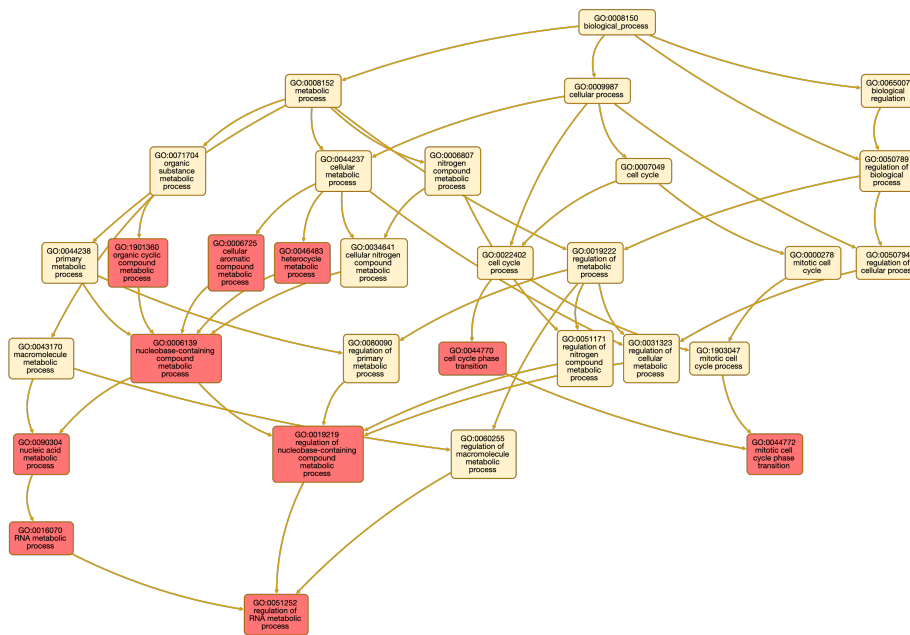 GO:0008150
biological_process
GO:0008152
metabolic
process
GO:0009987
cellular process
GO:0065007
biological
regulation
GO:0071704
organic
substance
metabolic
process
GO:0044237
cellular
metabolic
process
GO:0006807
nitrogen
compound
metabolic
process
GO:0007049
cell cycle
GO:0050789
regulation of
biological
process
GO:0044238
primary
metabolic
process
GO:1901360
organic cyclic
compound
metabolic
process
GO:0006725
cellular
aromatic
compound
metabolic
process
GO:0046483
heterocycle
metabolic
process
GO:0034641
cellular nitrogen
compound
metabolic
process
GO:0022402
cell cycle
process
GO:0019222
regulation of
metabolic
process
GO:0000278
mitotic cell
cycle
GO:0050794
regulation of
cellular proce
GO:0043170
macromolecule
metabolic
process
GO:0006139
nucleobase-containing
compound
metabolic
process
GO:0080090
regulation of
primary
metabolic
process
GO:0044770
cell cycle phase
transition
GO:0051171
regulation of
nitrogen
compound
metabolic
process
GO:0031323
regulation of
cellular
metabolic
process
GO:1903047
mitotic cell
cycle process
GO:0090304
nucleic acid
metabolic
process
GO:0019219
regulation of
nucleobase-containing
compound
metabolic
process
GO:0060255
regulation of
macromolecule
metabolic
process
GO:0044772
mitotic cell
cycle phase
transition
GO:0016070
RNA metabolic
process
GO:0051252
regulation of
RNA metabolic
process